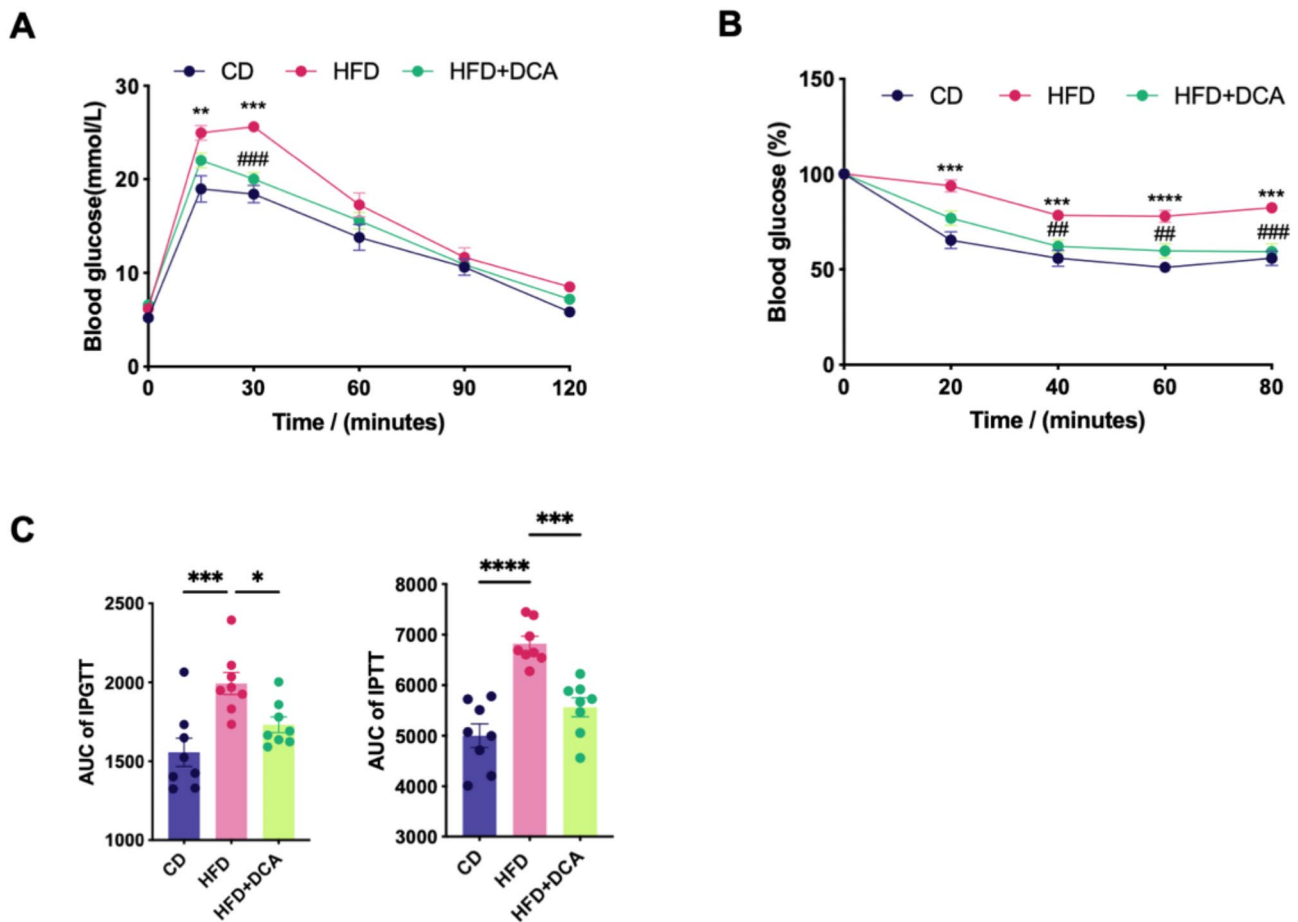 A
CD HFD HFD+DCA
Blood glucose(mmol/L)
30
20
10
0
** ***
###
0 30 60 90 120
Time / (minutes)
B
CD HFD HFD+DCA
Blood glucose (%)
150
100
50
0
*** *** **** ***
## ## ###
0 20 40 60 80
Time / (minutes)
C
*** *
AUC of IPGTT
2500
2000
1500
1000
CD HFD HFD+DCA
***
****
AUC of IPTT
8000
7000
6000
5000
4000
3000
CD HFD HFD+DCA